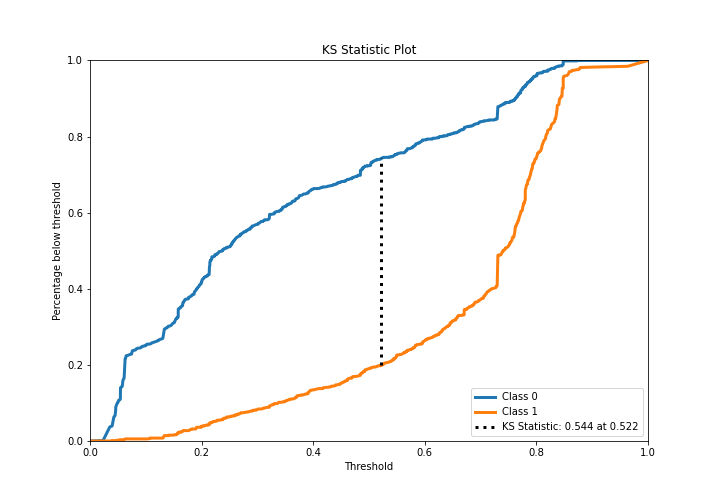 KS Statistic Plot
1.0
0.8
0.6
0.4
0.2
0.0
Percentage below threshold
0.0 0.2 0.4 0.6 0.8 1.0
Threshold
Class 0
Class 1
KS Statistic: 0.544 at 0.522